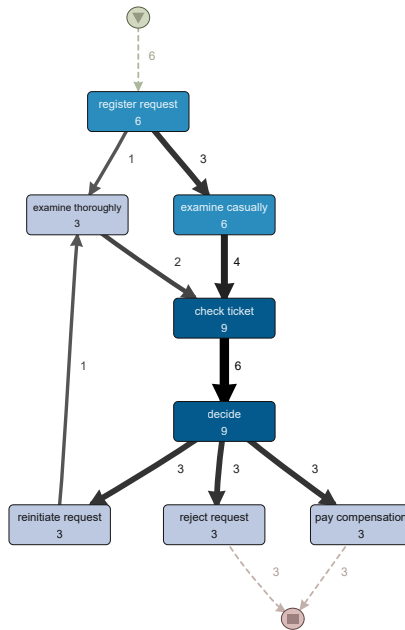 6
register request
6
1
3
examine thoroughly
3
examine casually
6
2
4
check ticket
9
1
6
decide
9
3
3
3
reinitiate request
3
reject request
3
pay compensation
3
3
3